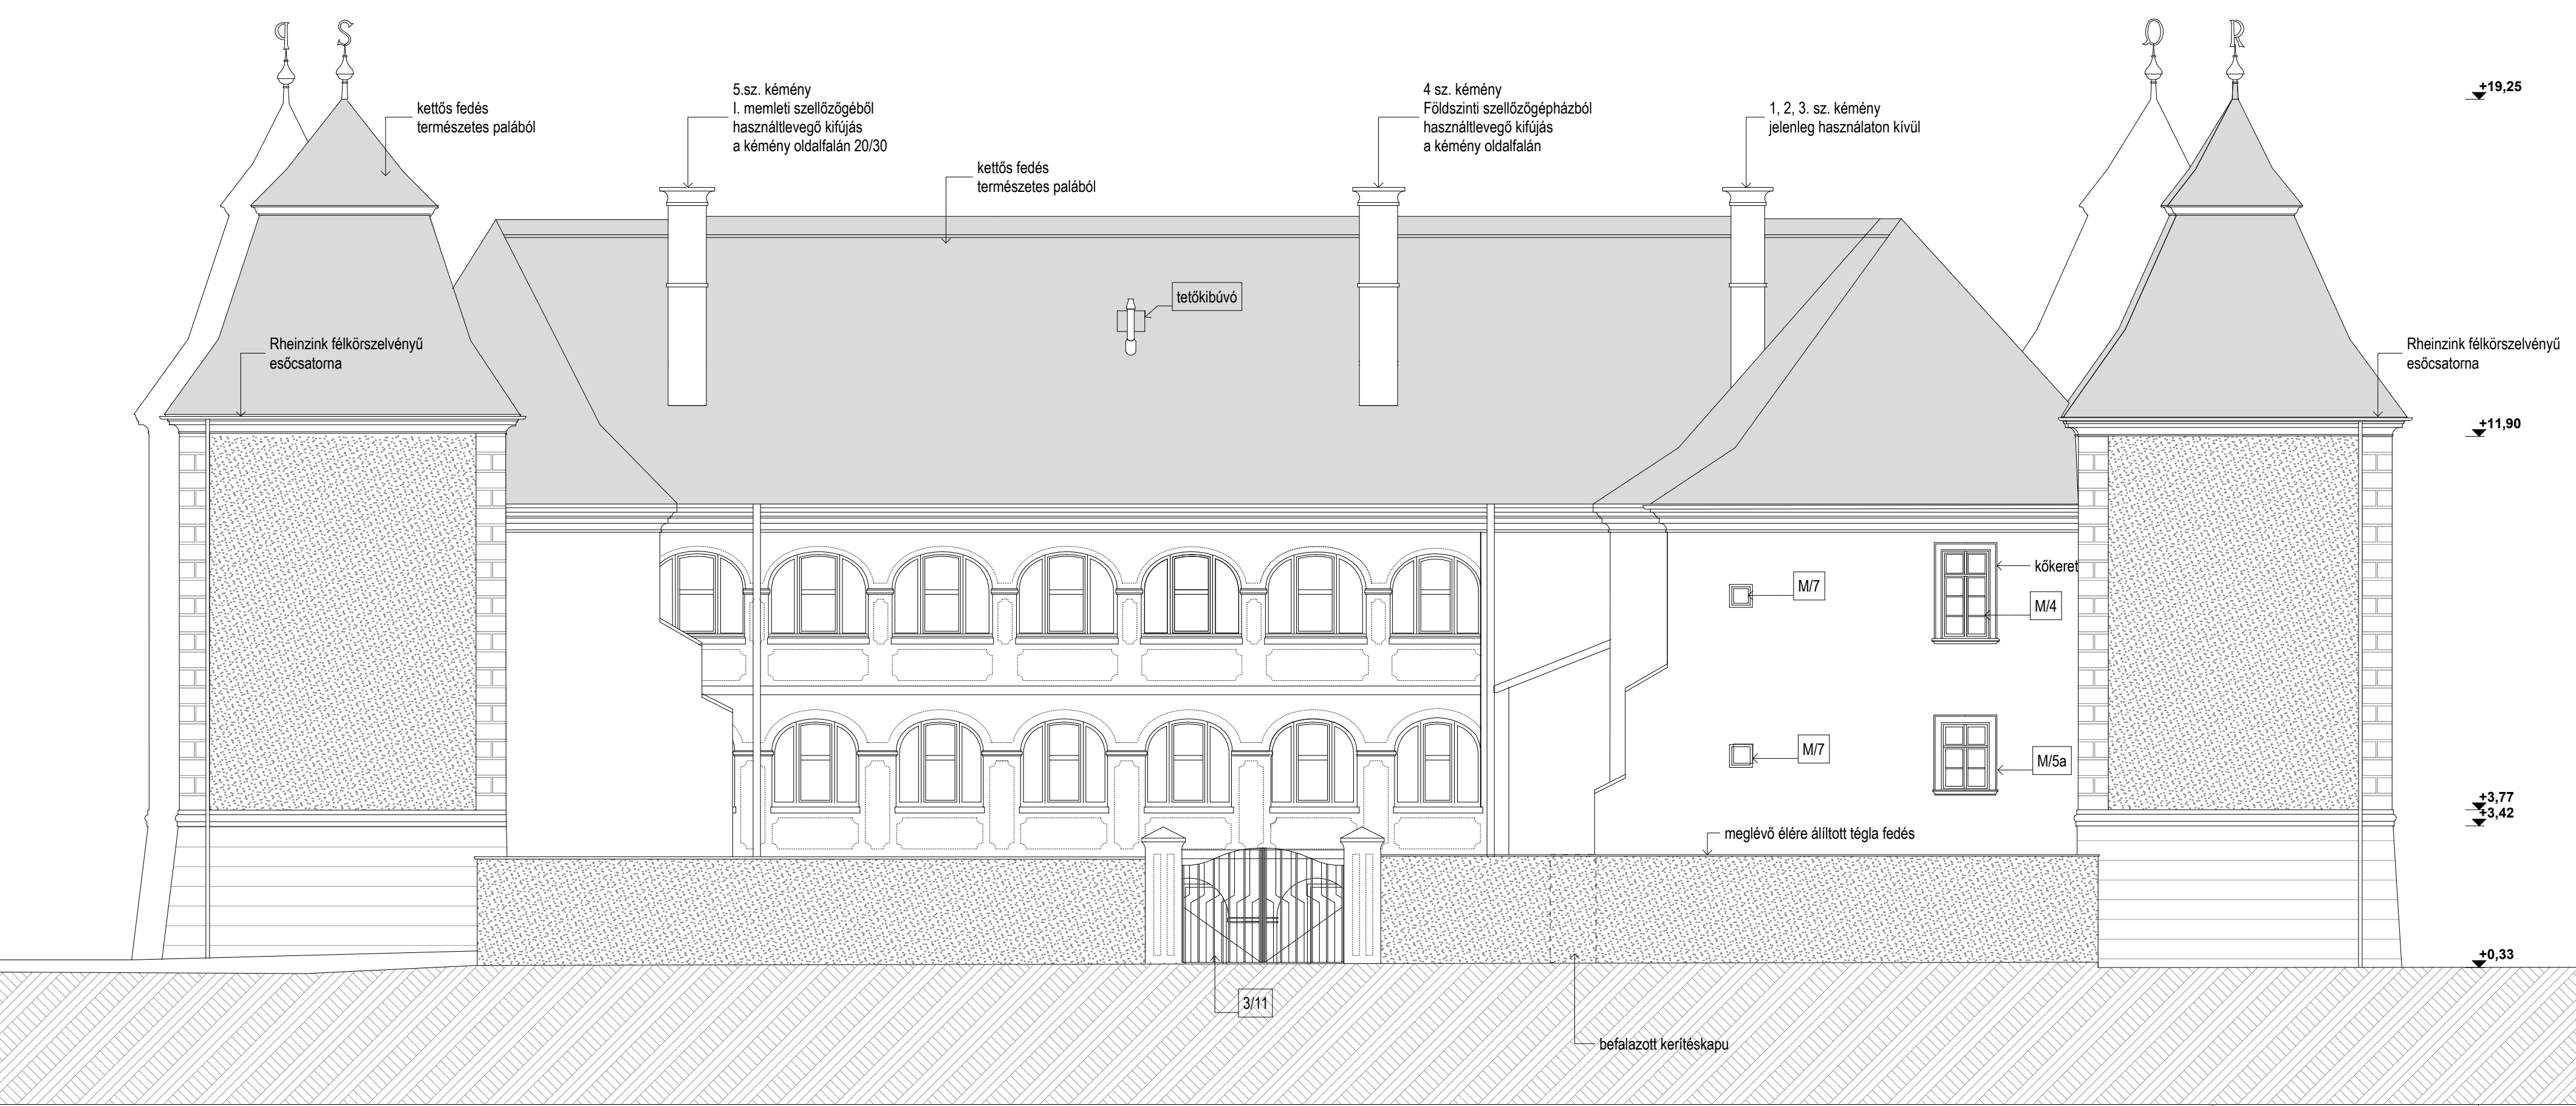 P
S
O
R
5.sz. kémény
I. memleti szellőzőgéből
használtlevegő kifújás
a kémény oldalfalán 20/30
4 sz. kémény
Földszinti szellőzőgépházból
használtlevegő kifújás
a kémény oldalfalán
1, 2, 3. sz. kémény
jelenleg használaton kívül
+19,25
kettős fedés
természetes palából
kettős fedés
természetes palából
tetőkibúvó
Rheinzink félkörszelvényű
esőcsatorna
Rheinzink félkörszelvényű
esőcsatorna
+11,90
kőkeret
M/7
M/4
M/7
M/5a
+3,77
+3,42
meglévő élére álíltott tégla fedés
+0,33
3/11
befalazott kerítéskapu